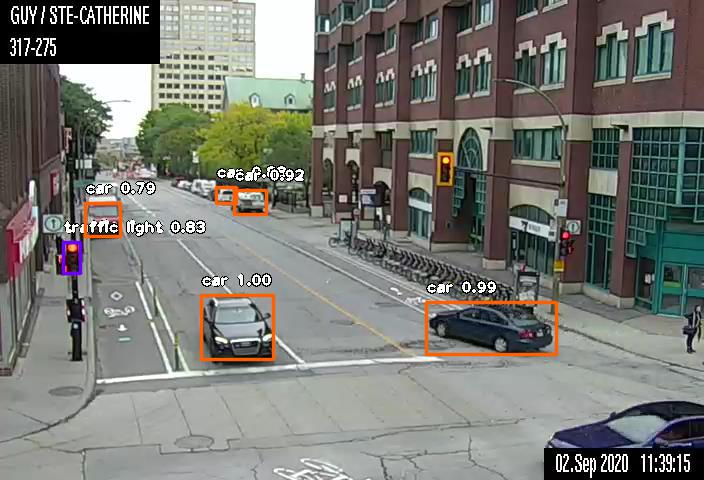 GUY / STE-CATHERINE
317-275
car 0.79
car 0.92
traffic light 0.83
car 1.00
car 0.99
02.Sep 2020 11:39:15